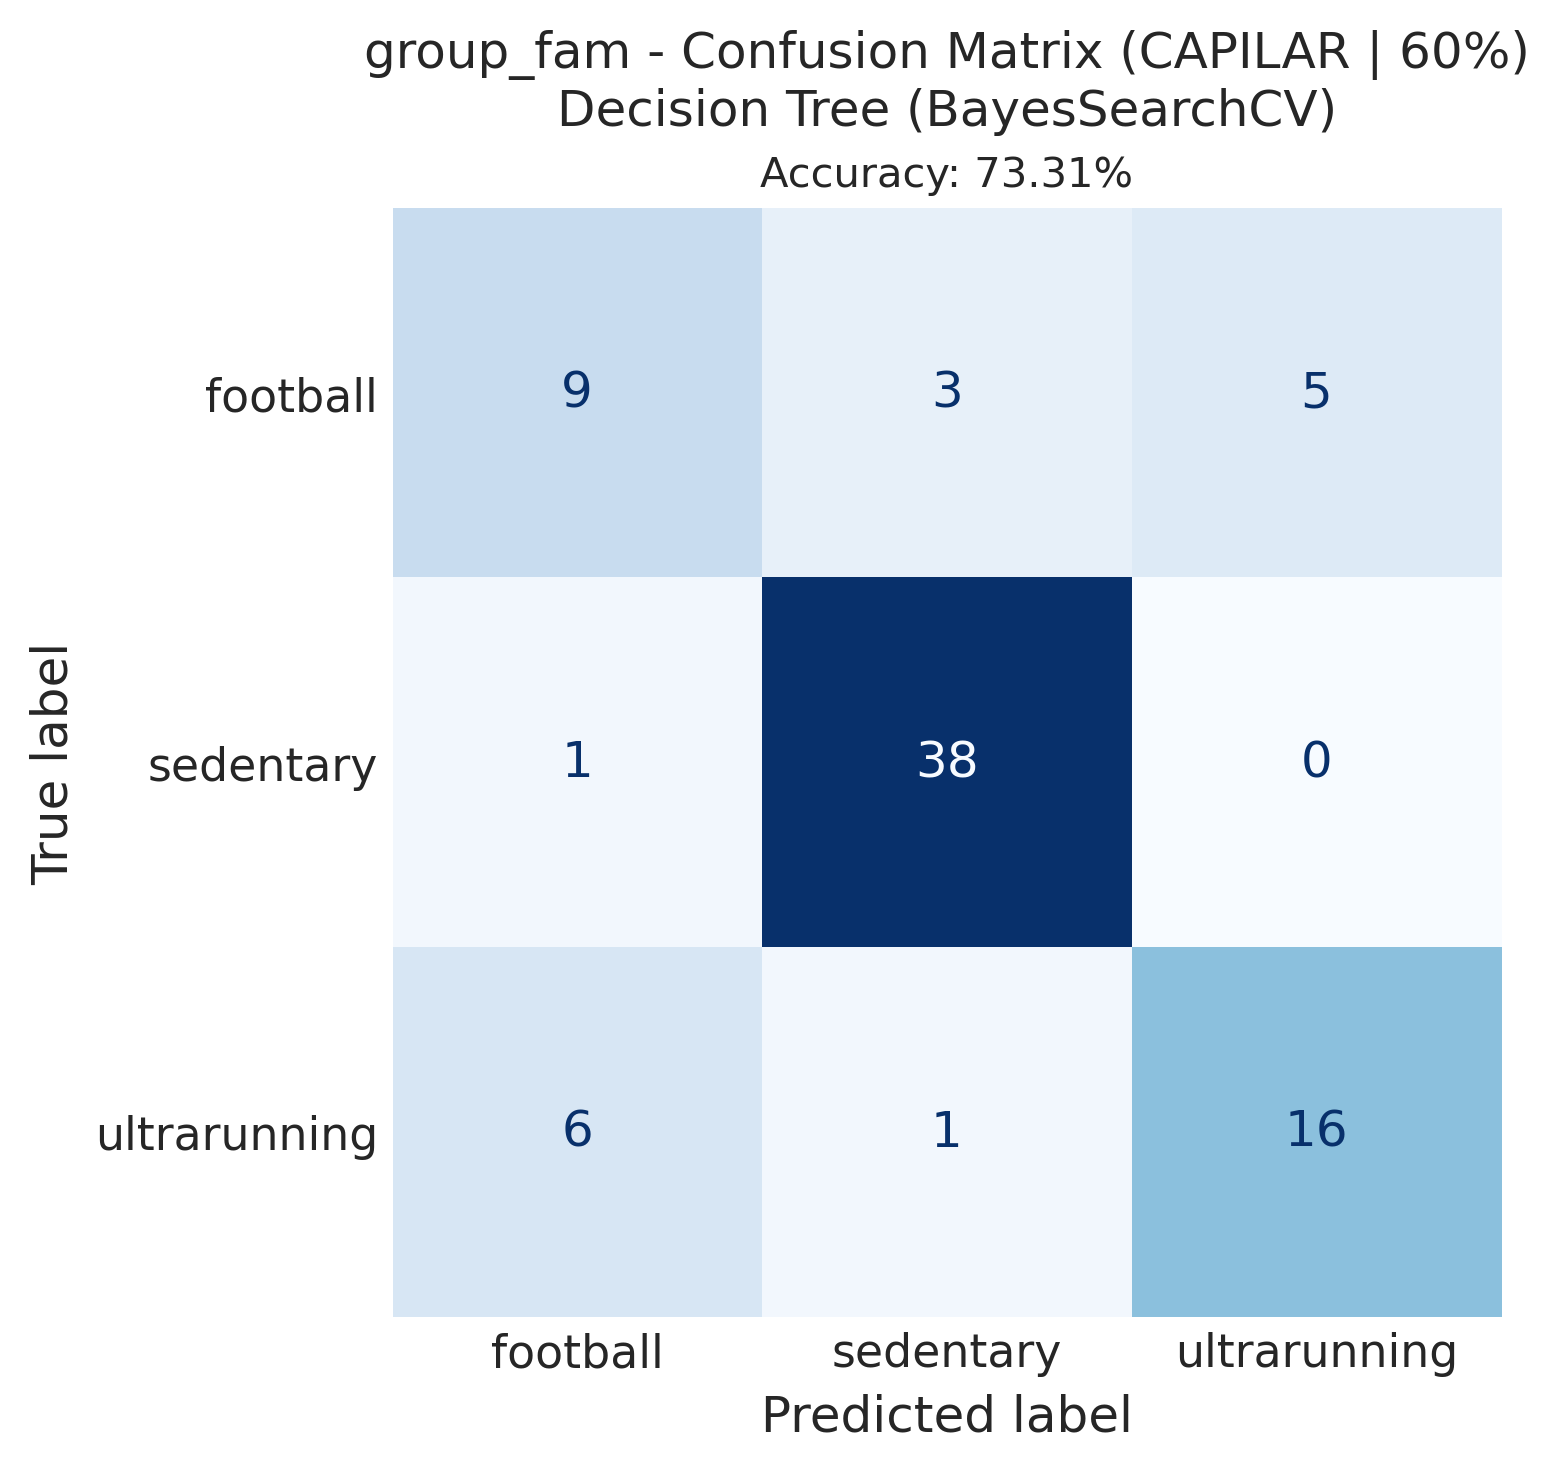 group_fam - Confusion Matrix (CAPILAR | 60%)
Decision Tree (BayesSearchCV)
Accuracy: 73.31%
True label
football
9
3
5
sedentary
1
38
0
ultrarunning
6
1
16
football
sedentary
ultrarunning
Predicted label